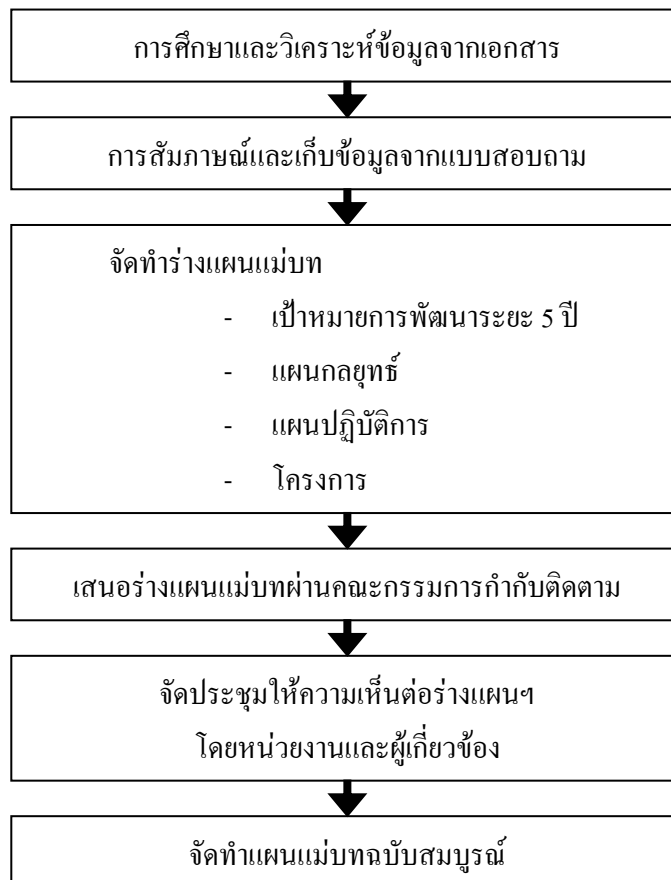 การศึกษาและวิเคราะห์ข้อมูลจากเอกสาร
การสัมภาษณ์และเก็บข้อมูลจากแบบสอบถาม
จัดทำร่างแผนแม่บท
- เป้าหมายการพัฒนาระยะ 5 ปี
- แผนกลยุทธ์
- แผนปฏิบัติการ
- โครงการ
เสนอร่างแผนแม่บทผ่านคณะกรรมการกำกับติดตาม
จัดประชุมให้ความเห็นต่อร่างแผนฯ
โดยหน่วยงานและผู้เกี่ยวข้อง
จัดทำแผนแม่บทฉบับสมบูรณ์